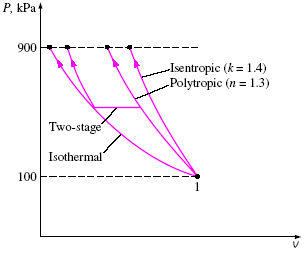 P, kPa
900
Isentropic (k = 1.4)
Polytropic (n = 1.3)
Two-stage
Isothermal
100
1
v